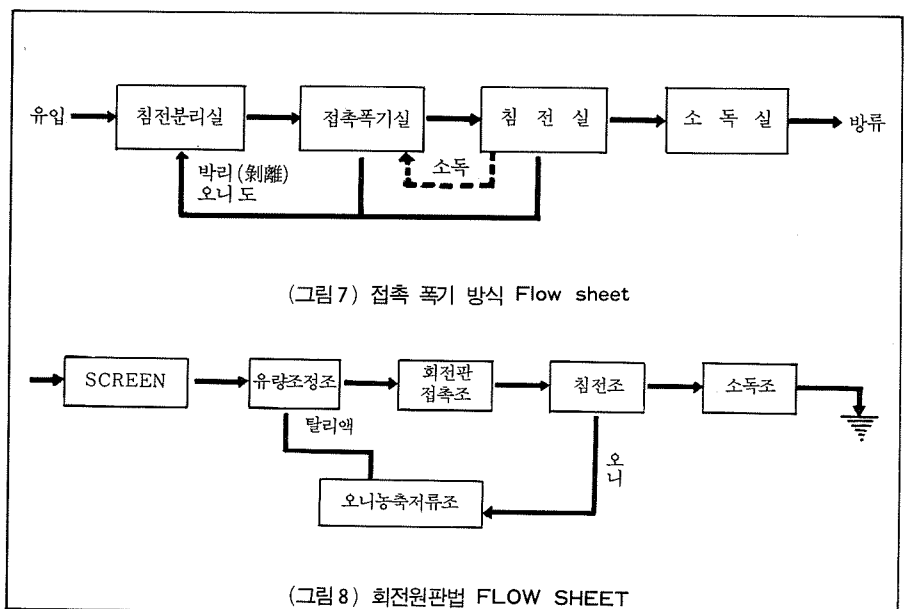 유입 침전분리실 접촉폭기실 침 전 실 소 독 실 방류
박리(剝離)
오니도
소독
(그림 7) 접촉 폭기 방식 Flow sheet
SCREEN 유량조정조 회전판
접촉조 침전조 소독조
탈리액
오니
오니농축저류조
(그림 8) 회전원판법 FLOW SHEET